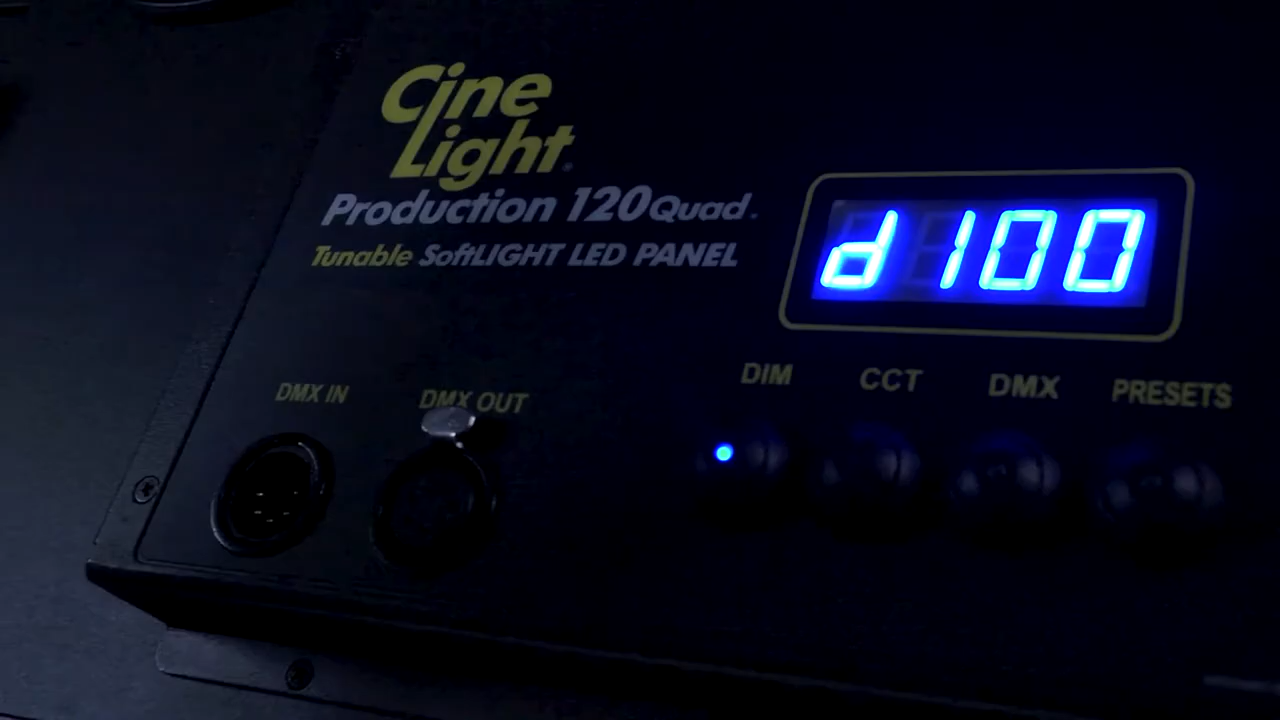 Cine
Light
Production 120Quad.
Tunable SoftLIGHT LED PANEL
d100
DIM CCT DMX PRESETS
DMX IN DMX OUT